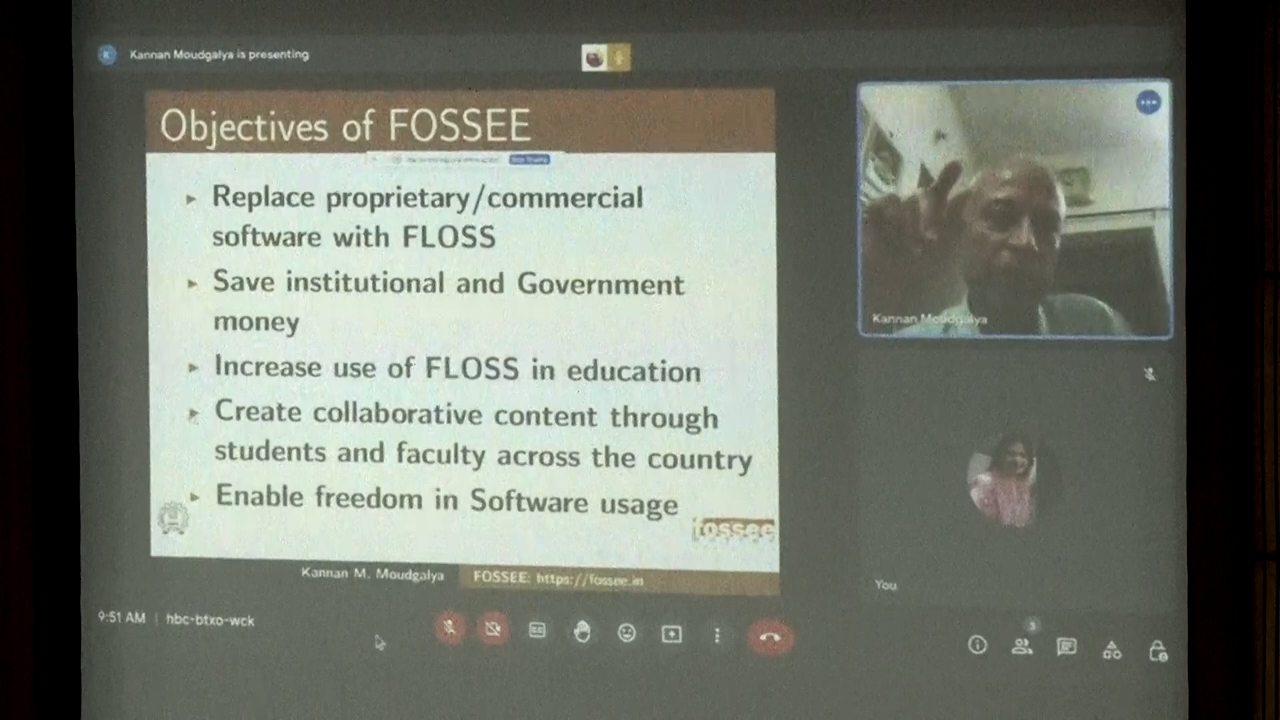 Kannan Moudgalya is presenting
Objectives of FOSSEE
Replace proprietary/commercial
software with FLOSS
Save institutional and Government
money
Increase use of FLOSS in education
Create collaborative content through
students and faculty across the country
Enable freedom in Software usage
fossee
Kannan M. Moudgalya
FOSSEE: https://fossee.in
Kannan Moudgalya
You
9:51 AM | hbc-btxo-wck